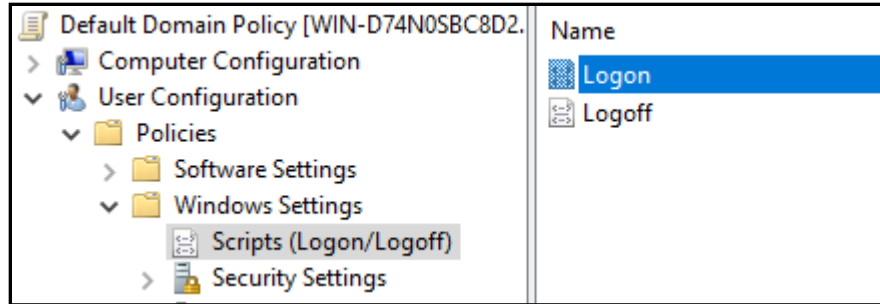 Default Domain Policy [WIN-D74N0SBC8D2.
Computer Configuration
User Configuration
Policies
Software Settings
Windows Settings
Scripts (Logon/Logoff)
Security Settings
Name
Logon
Logoff